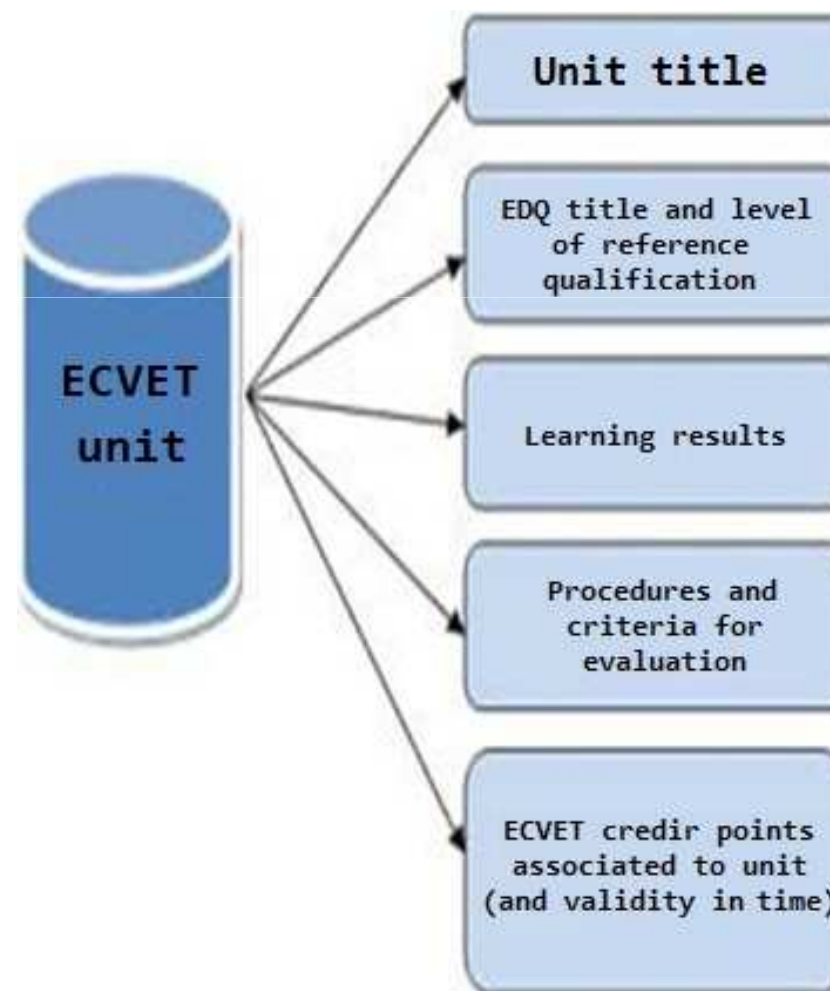 ECVET
unit
Unit title
EDQ title and level
of reference
qualification
Learning results
Procedures and
criteria for
evaluation
ECVET credir points
associated to unit
(and validity in time)